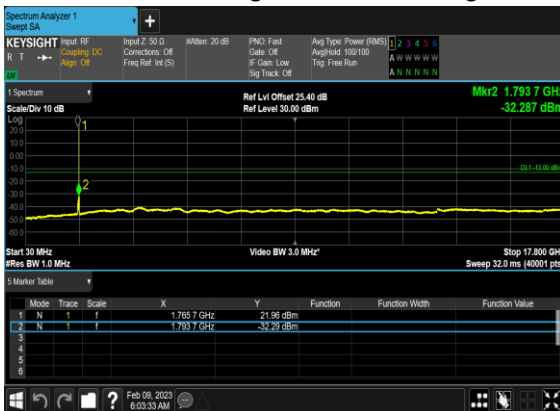 Spectrum Analyzer 1
Swept SA
+
KEYSIGHT Input: RF Input Z: 50 Ω #Atten: 20 dB PNO: Fast Avg Type: Power (RMS) 1 2 3 4 5 6
R T Coupling: DC Corrections: Off Gate: Off Avg|Hold: 100/100 A W W W W W
Align: Off Freq Ref: Int (S) IF Gain: Low Trig: Free Run
Sig Track: Off A N N N N N
LV
1 Spectrum Ref Lvl Offset 25.40 dB Mkr2 1.793 7 GHz
Scale/Div 10 dB Ref Level 30.00 dBm -32.287 dBm
Log
1
20.0
10.0
0.00
-10.0
DL1 -13.00 dBm
-20.0
2
-30.0
-40.0
-50.0
-60.0
Start 30 MHz Video BW 3.0 MHz* Stop 17.800 GH
#Res BW 1.0 MHz Sweep 32.0 ms (40001 pts
5 Marker Table
Mode Trace Scale X Y Function Function Width Function Value
1 N 1 f 1.765 7 GHz 21.96 dBm
2 N 1 f 1.793 7 GHz -32.29 dBm
3
4
5
6
? Feb 09, 2023
6:03:33 AM